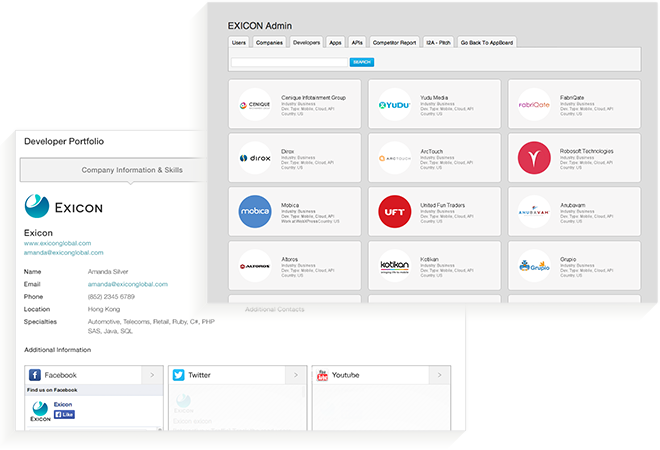 EXICON Admin
Users
Companies
Developers
Apps
APIs
Competitor Report
I2A - Pitch
Go Back To AppBoard
SEARCH
CENIQUE
Cenique Infotainment Group
Industry: Business
Dev. Type: Mobile, Cloud, API
Country: US
YUDU
Yudu Media
Industry: Business
Dev. Type: Mobile, Cloud, API
Country: US
FabriQate
FabriQate
Industry: Business
Dev. Type: Mobile, Cloud, API
Country: US
DIROX
Dirox
Industry: Business
Dev. Type: Mobile, Cloud, API
Country: US
ARCTOUCH
ArcTouch
Industry: Business
Dev. Type: Mobile, Cloud, API
Country: US
Robosoft Technologies
Industry: Business
Dev. Type: Mobile, Cloud, API
Country: US
mobica
Mobica
Industry: Business
Dev. Type: Mobile, Cloud, API
Country: US
UFT
United Fun Traders
Industry: Business
Dev. Type: Mobile, Cloud, API
Country: US
ANUBAVAM
Anubavam
Industry: Business
Dev. Type: Mobile, Cloud, API
Country: US
ALTOROS
Altoros
Industry: Business
Dev. Type: Mobile, Cloud, API
Country: US
kotikan
Kotikan
Industry: Business
Dev. Type: Mobile, Cloud, API
Country: US
Grupio
Grupio
Industry: Business
Dev. Type: Mobile, Cloud, API
Country: US
Developer Portfolio
Company Information & Skills
EXICON
Exicon
www.exiconglobal.com
amanda@exiconglobal.com
Name Amanda Silver
Email amanda@exiconglobal.com
Phone (852) 2345 6789
Location Hong Kong
Additional Contacts
Specialties Automotive, Telecoms, Retail, Ruby, C#, PHP
SAS, Java, SQL
Additional Information
Facebook >
Find us on Facebook
Exicon
Like
Twitter >
Youtube >